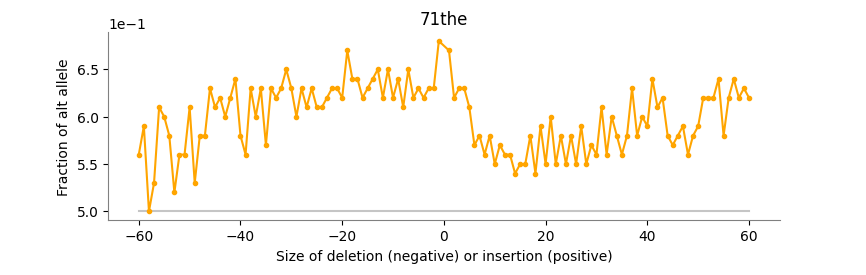 71the
1e−1
6.5
6.0
5.5
5.0
Fraction of alt allele
−60 −40 −20 0 20 40 60
Size of deletion (negative) or insertion (positive)